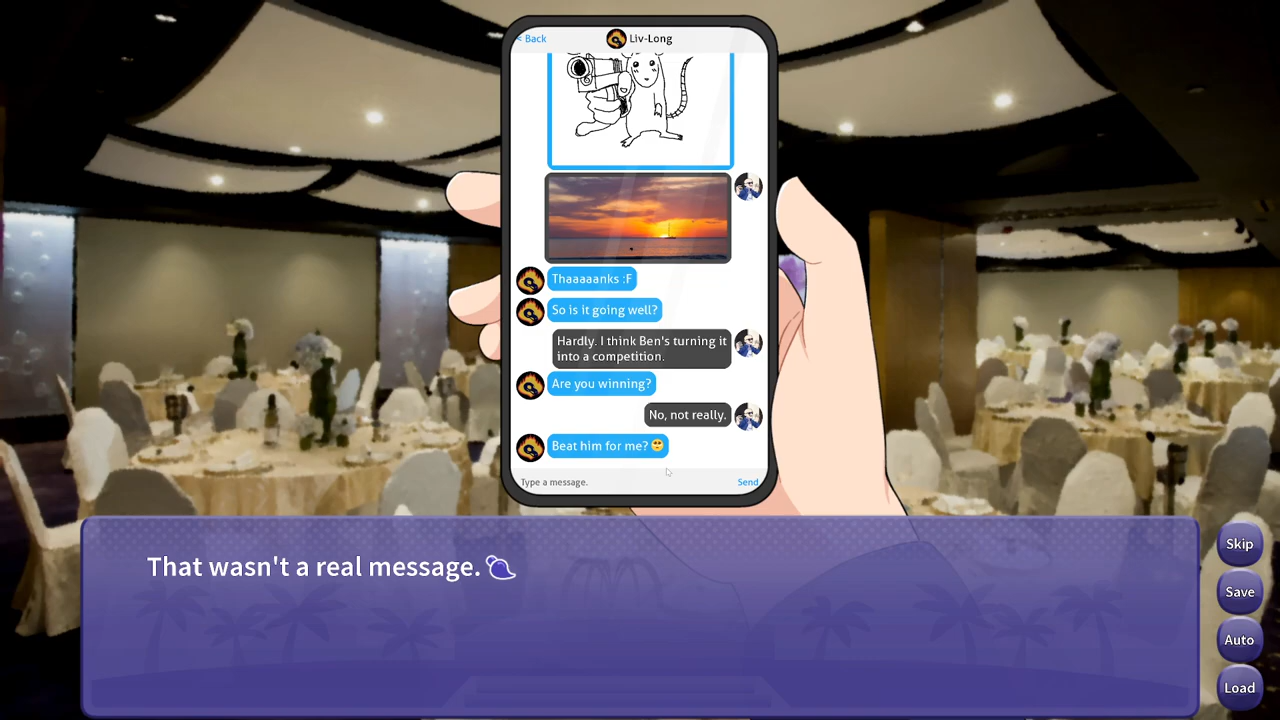 < Back
Liv-Long
Thaaaaanks :F
So is it going well?
Hardly. I think Ben's turning it
into a competition.
Are you winning?
No, not really.
Beat him for me? 😇
Type a message.
Send
That wasn't a real message.
Skip
Save
Auto
Load